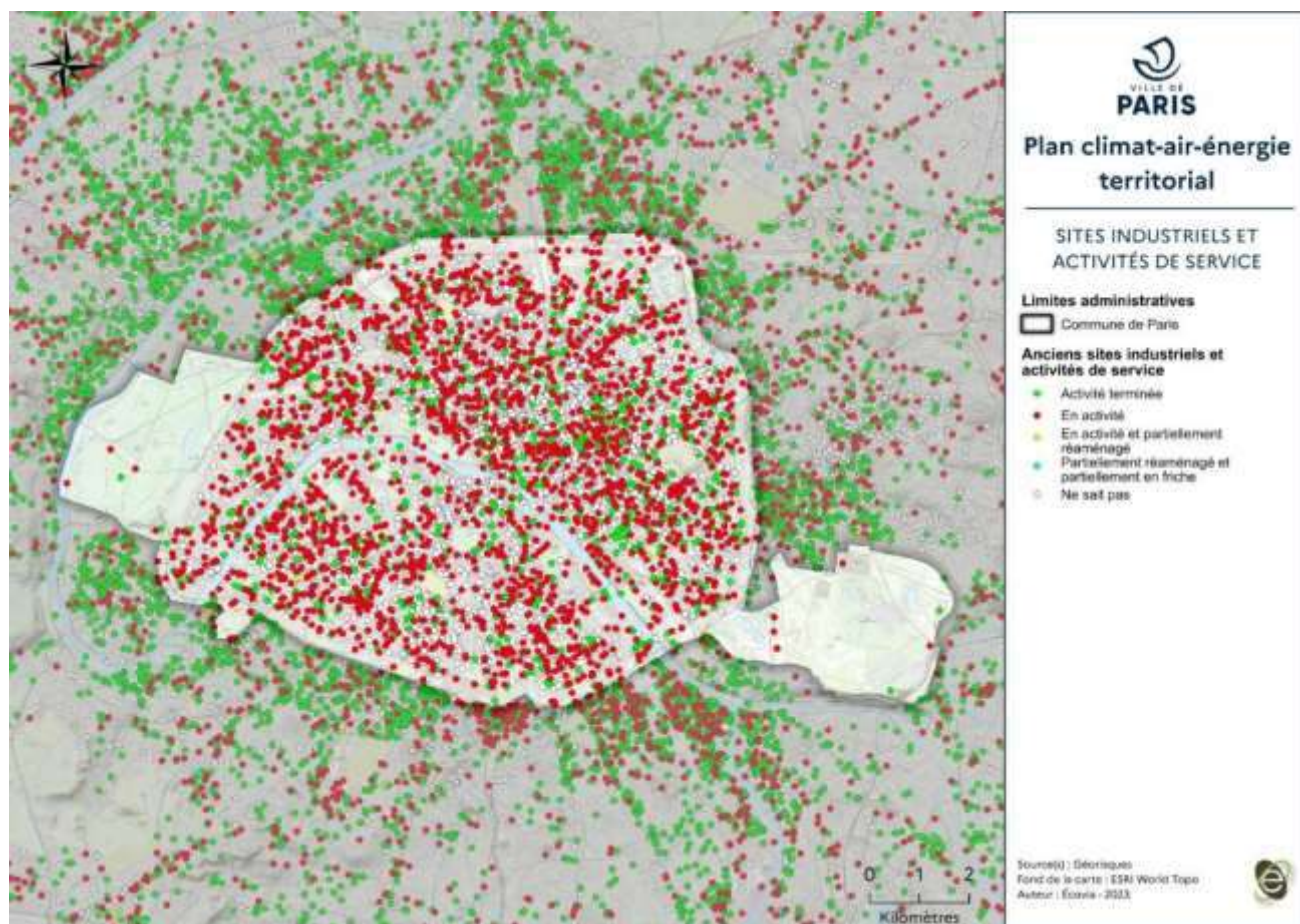 VILLE DE
PARIS
Plan climat-air-énergie
territorial
SITES INDUSTRIELS ET
ACTIVITÉS DE SERVICE
Limites administratives
Commune de Paris
Anciens sites industriels et
activités de service
Activité terminée
En activité
En activité et partiellement
réaménagé
Partiellement réaménagé et
partiellement en friche
Ne sait pas
0 1 2
Kilomètres
Source(s) : Géorisques
Fond de la carte : ESRI World Topo
Auteur : Écovia - 2023